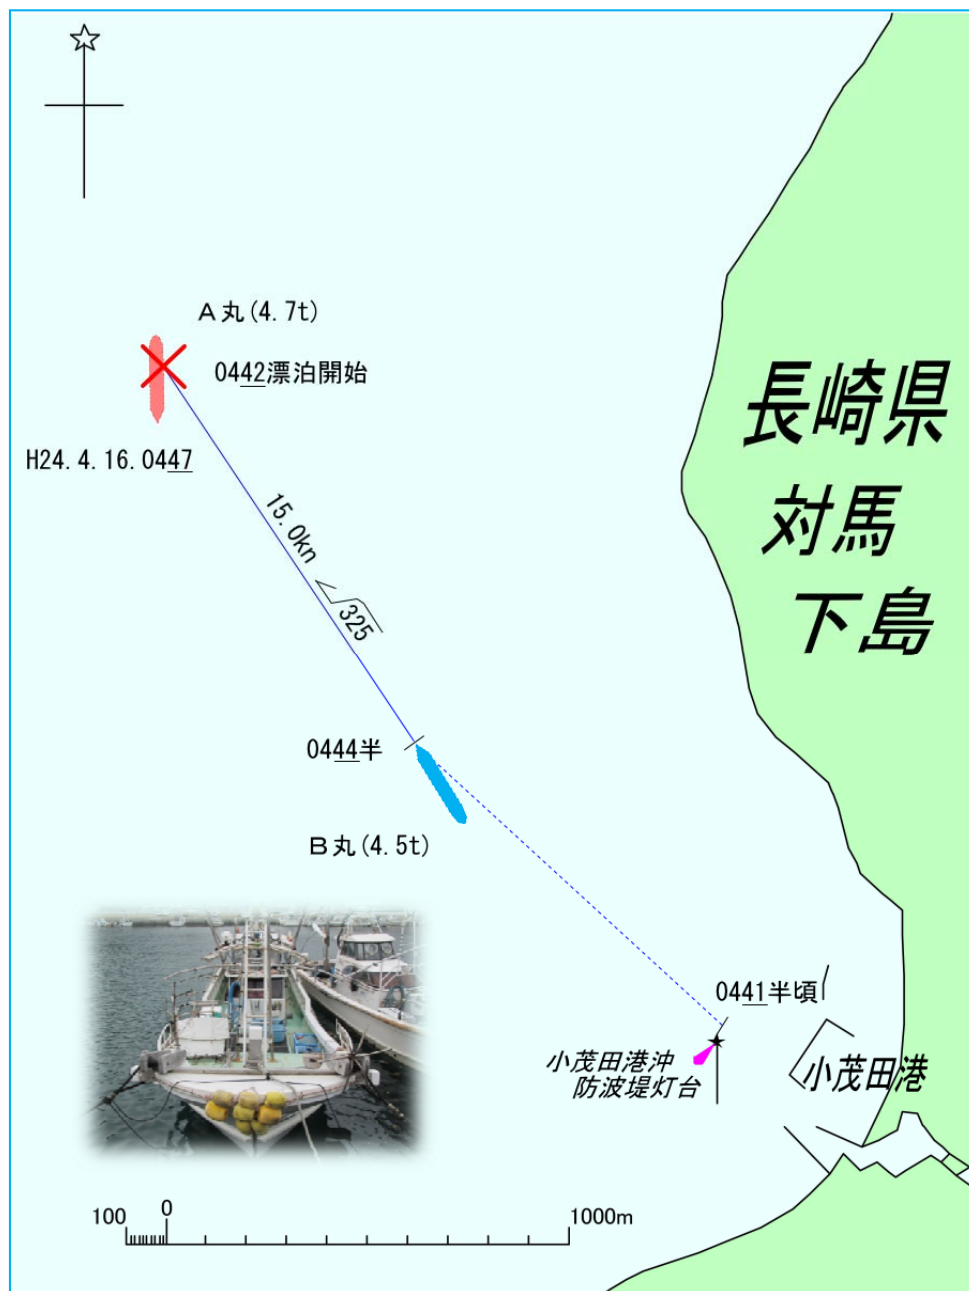 A丸(4.7t)
0442漂泊開始
H24.4.16.0447
長崎県
対馬
下島
15.0kn
325
0444半
B丸(4.5t)
0441半頃
小茂田港沖
防波堤灯台
小茂田港
100 0 1000m